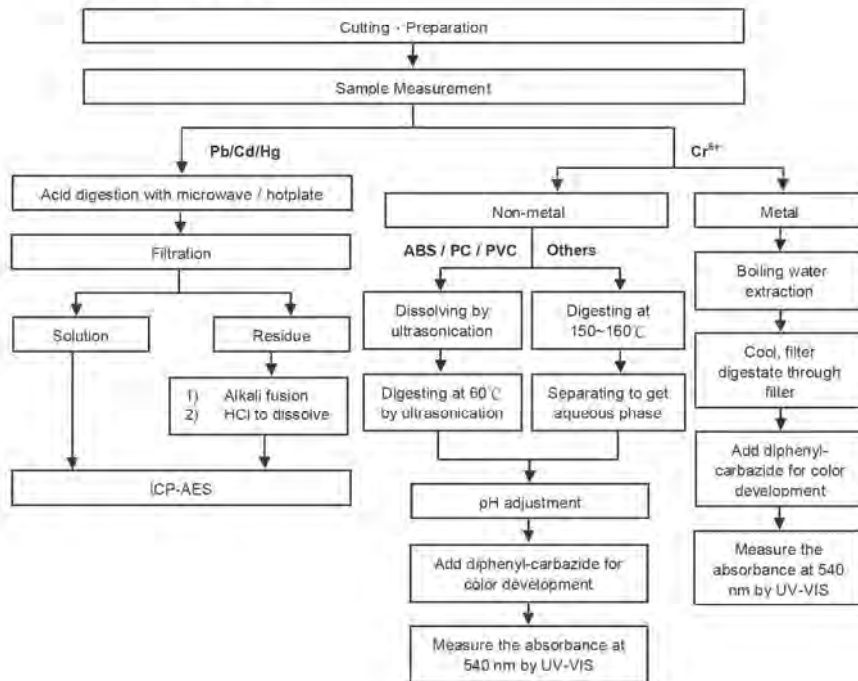 Cutting · Preparation
Sample Measurement
Pb/Cd/Hg
Cr⁶⁺
Acid digestion with microwave / hotplate
Non-metal
Metal
Filtration
ABS / PC / PVC
Others
Boiling water
extraction
Solution
Residue
Dissolving by
ultrasonication
Digesting at
150~160℃
1) Alkali fusion
2) HCl to dissolve
Digesting at 60℃
by ultrasonication
Separating to get
aqueous phase
Cool, filter
digestate through
filter
ICP-AES
pH adjustment
Add diphenyl-
carbazide for color
development
Add diphenyl-carbazide for
color development
Measure the
absorbance at 540
nm by UV-VIS
Measure the absorbance at
540 nm by UV-VIS